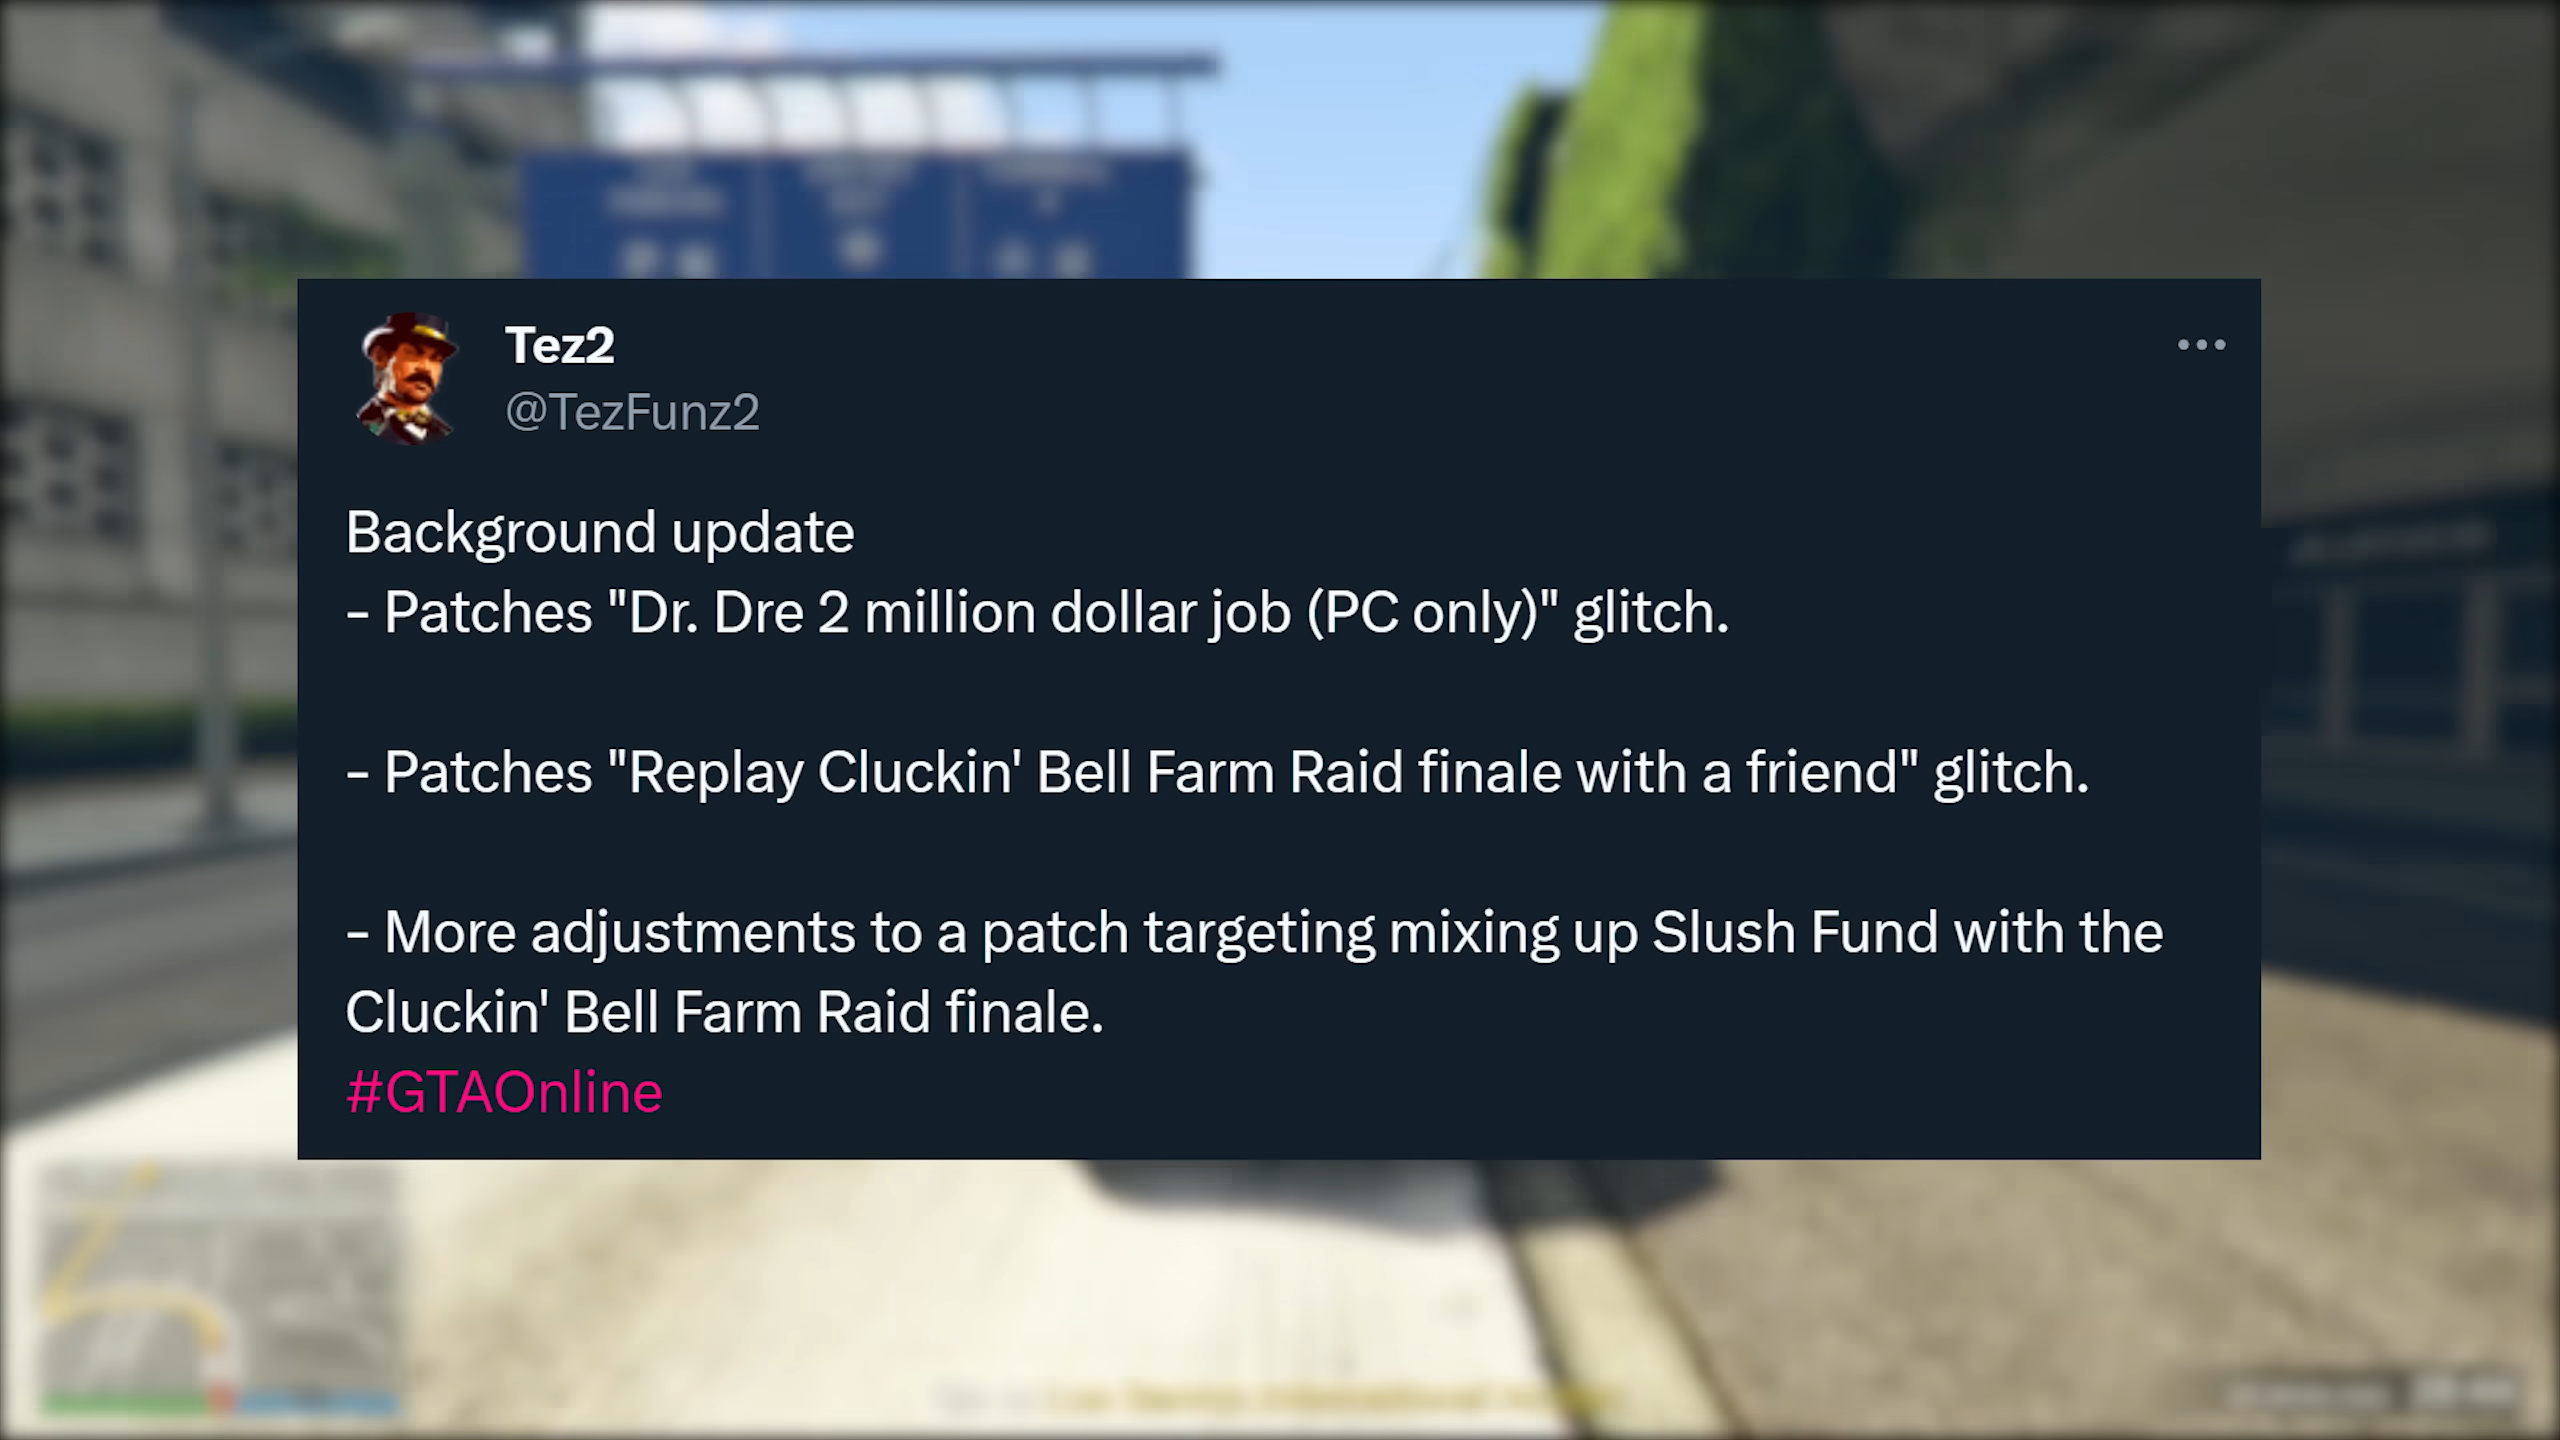 Tez2
@TezFunz2
Background update
- Patches "Dr. Dre 2 million dollar job (PC only)" glitch.
- Patches "Replay Cluckin' Bell Farm Raid finale with a friend" glitch.
- More adjustments to a patch targeting mixing up Slush Fund with the
Cluckin' Bell Farm Raid finale.
#GTAOnline